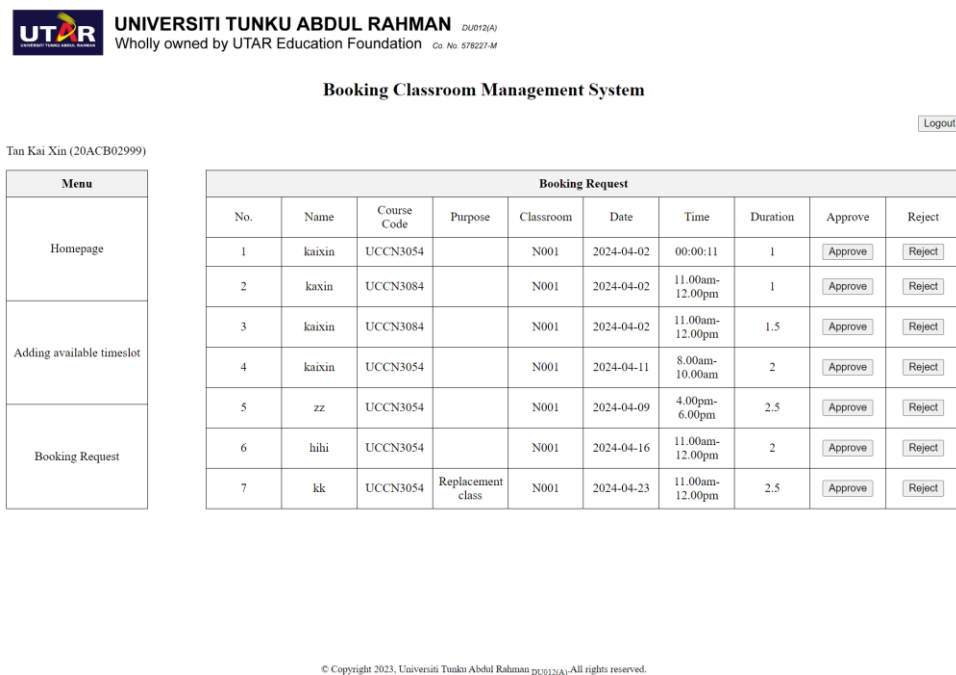 UTAR
UNIVERSITI TUNKU ABDUL RAHMAN
UNIVERSITI TUNKU ABDUL RAHMAN DU012(A)
Wholly owned by UTAR Education Foundation Co. No. 578227-M
Booking Classroom Management System
Logout
Tan Kai Xin (20ACB02999)
Menu
Homepage
Adding available timeslot
Booking Request
Booking Request
No. Name Course Code Purpose Classroom Date Time Duration Approve Reject
1 kaixin UCCN3054 N001 2024-04-02 00:00:11 1 Approve Reject
2 kaxin UCCN3084 N001 2024-04-02 11.00am-12.00pm 1 Approve Reject
3 kaixin UCCN3084 N001 2024-04-02 11.00am-12.00pm 1.5 Approve Reject
4 kaixin UCCN3054 N001 2024-04-11 8.00am-10.00am 2 Approve Reject
5 zz UCCN3054 N001 2024-04-09 4.00pm-6.00pm 2.5 Approve Reject
6 hihi UCCN3054 N001 2024-04-16 11.00am-12.00pm 2 Approve Reject
7 kk UCCN3054 Replacement class N001 2024-04-23 11.00am-12.00pm 2.5 Approve Reject
© Copyright 2023, Universiti Tunku Abdul Rahman DU012(A).All rights reserved.